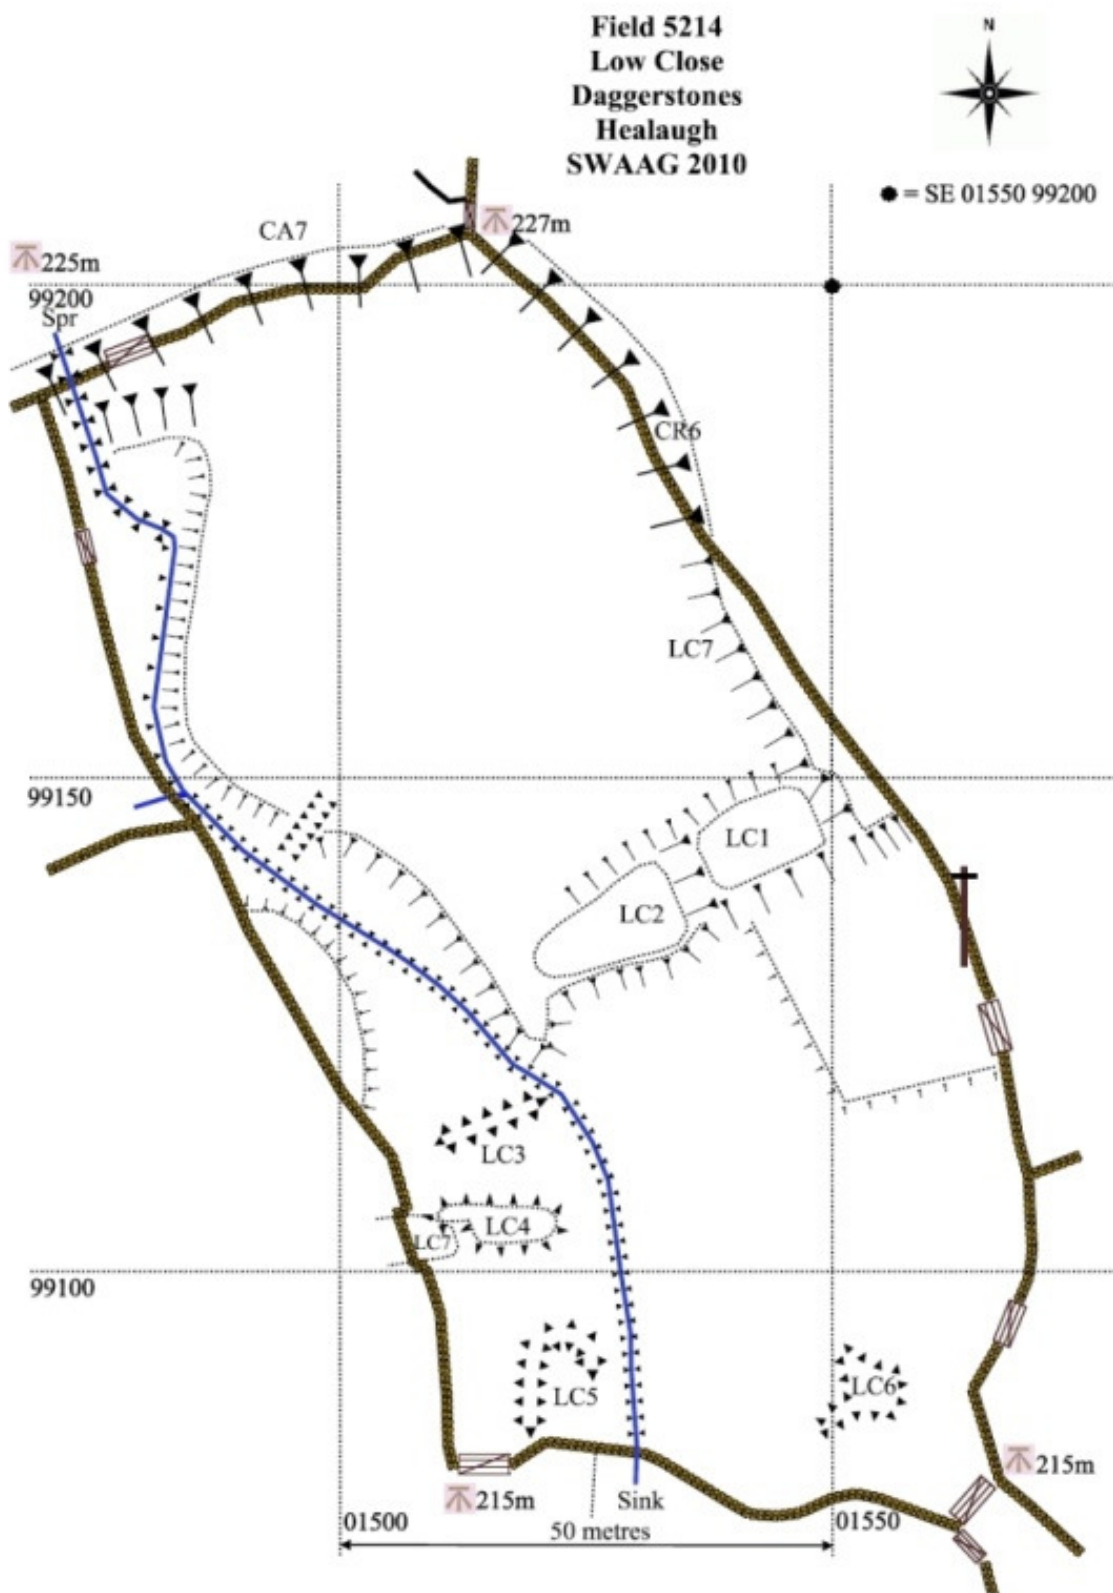 Field 5214
Low Close
Daggerstones
Healaugh
SWAAG 2010
N
= SE 01550 99200
CA7
227m
225m
99200
Spr
CR6
LC7
99150
LC1
LC2
LC3
LC4
LC7
99100
LC5
LC6
215m
215m
Sink
01500
01550
50 metres